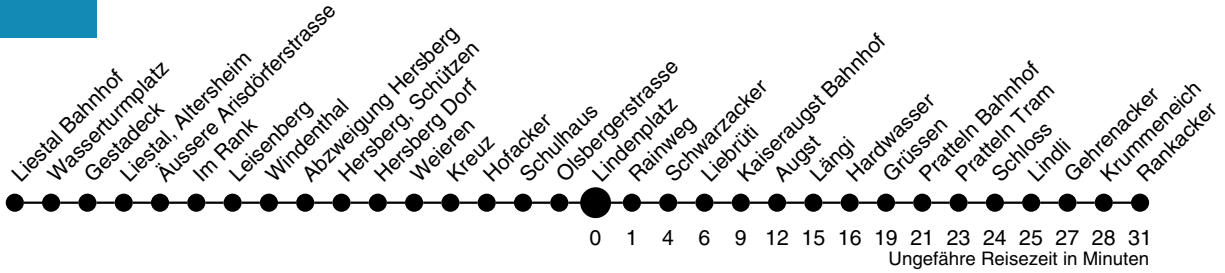 Liestal Bahnhof
Wasserturmplatz
Gestadeck
Liestal, Altersheim
Äussere Arisdörferstrasse
Im Rank
Leisenberg
Windenthal
Abzweigung Hersberg
Hersberg, Schützen
Hersberg Dorf
Weieren
Kreuz
Hofacker
Schulhaus
Olsbergerstrasse
Lindenplatz
Rainweg
Schwarzacker
Liebrüti
Kaiseraugst Bahnhof
Augst
Längi
Hardwasser
Grüssen
Pratteln Bahnhof
Pratteln Tram
Schloss
Lindli
Gehrenacker
Krummeneich
Rankacker
0 1 4 6 9 12 15 16 19 21 23 24 25 27 28 31
Ungefähre Reisezeit in Minuten